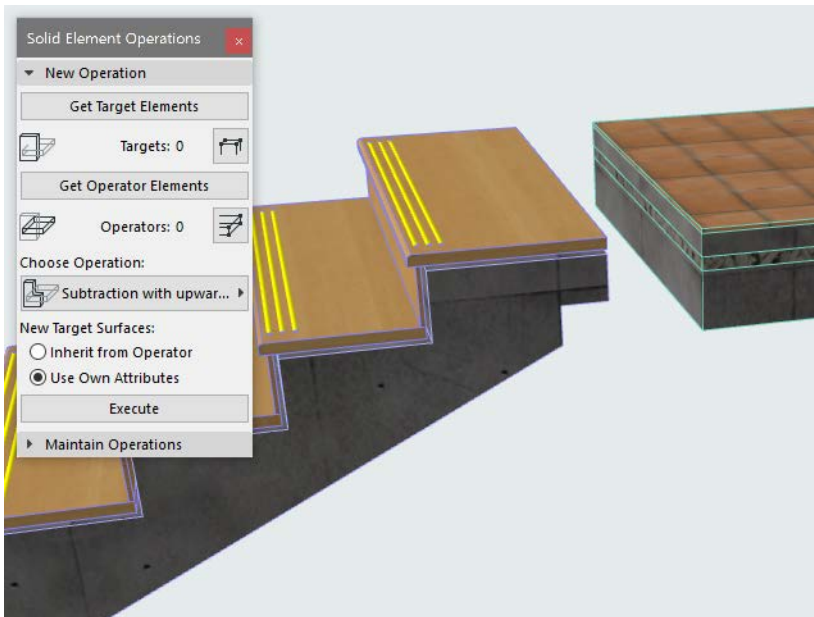 Solid Element Operations
New Operation
Get Target Elements
Targets: 0
Get Operator Elements
Operators: 0
Choose Operation:
Subtraction with upwar...
New Target Surfaces:
Inherit from Operator
Use Own Attributes
Execute
Maintain Operations